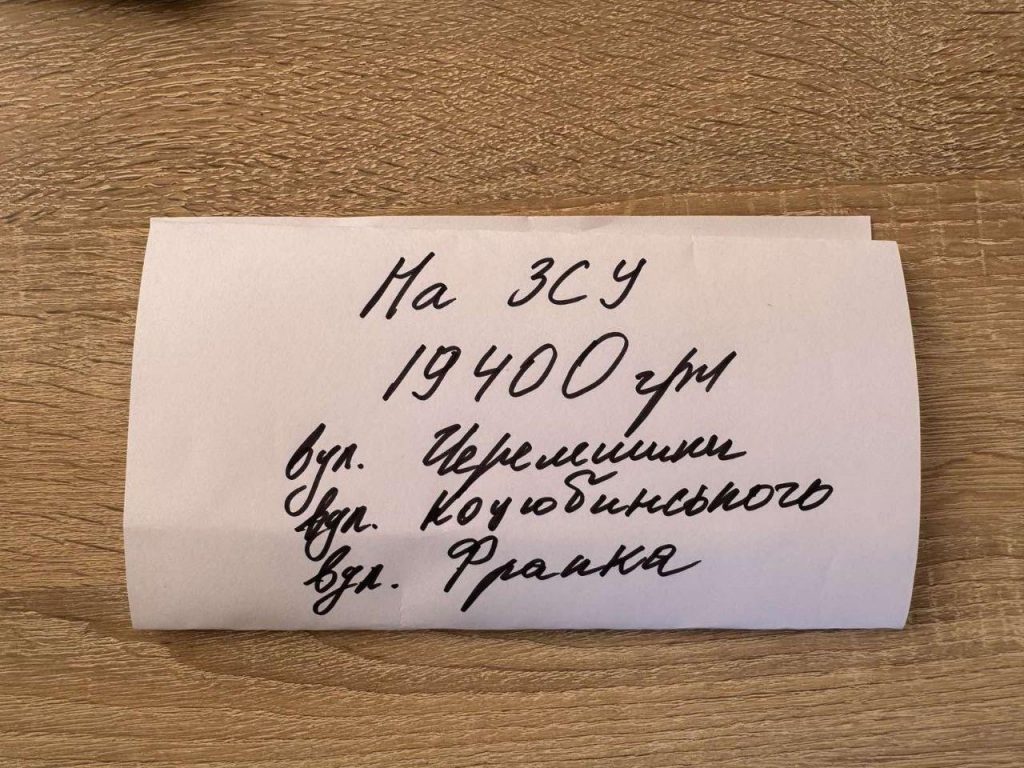 На ЗСУ
19400 грн
вул. Черемшини
вул. Коцюбинського
вул. Франка